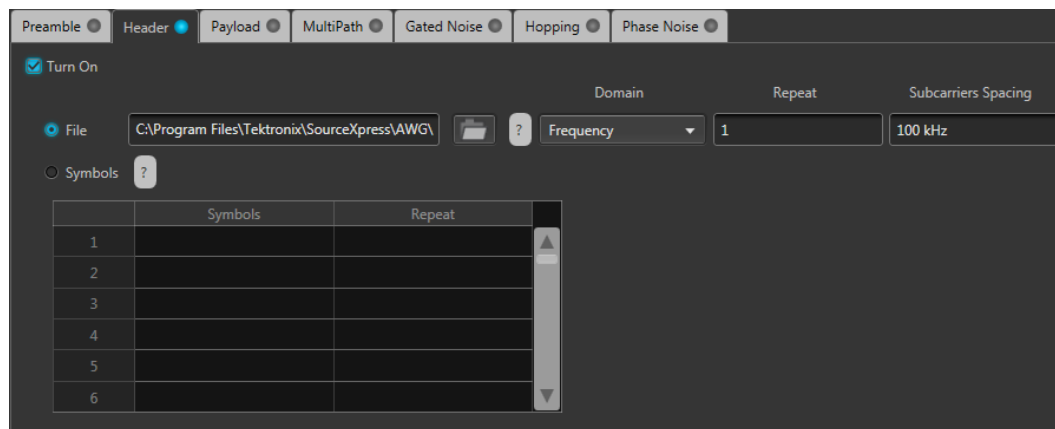 Preamble Header Payload MultiPath Gated Noise Hopping Phase Noise
Turn On
Domain Repeat Subcarriers Spacing
File C:\Program Files\Tektronix\SourceXpress\AWG\ ? Frequency 1 100 kHz
Symbols ?
Symbols Repeat
1
2
3
4
5
6